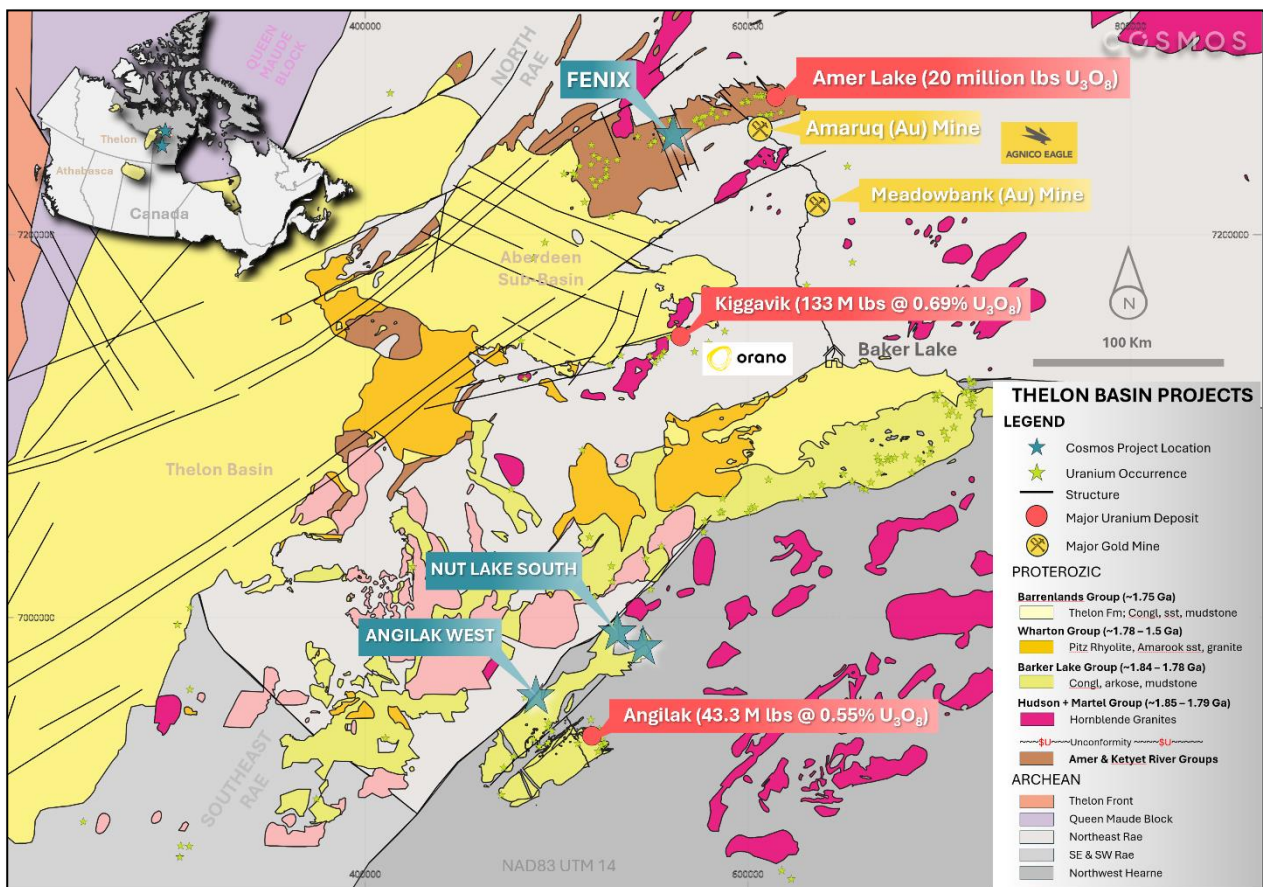 400000
600000
800000
COSMOS
QUEEN
MAUDE
BLOCK
NORTH
RAE
FENIX
Amer Lake (20 million lbs U₃O₈)
Amaruq (Au) Mine
AGNICO EAGLE
Meadowbank (Au) Mine
Thelon
Athabasca
Canada
7200000
7200000
Aberdeen
Sub-Basin
Kiggavik (133 M lbs @ 0.69% U₃O₈)
orano
Baker Lake
N
100 Km
Thelon Basin
NUT LAKE SOUTH
7000000
ANGILAK WEST
Angilak (43.3 M lbs @ 0.55% U₃O₈)
SOUTHEAST
RAE
NAD83 UTM 14
400000
600000
THELON BASIN PROJECTS
LEGEND
Cosmos Project Location
Uranium Occurrence
Structure
Major Uranium Deposit
Major Gold Mine
PROTEROZIC
Barrenlands Group (~1.75 Ga)
Thelon Fm; Congl, sst, mudstone
Wharton Group (~1.78 – 1.5 Ga)
Pitz Rhyolite, Amarook sst, granite
Barker Lake Group (~1.84 – 1.78 Ga)
Congl, arkose, mudstone
Hudson + Martel Group (~1.85 – 1.79 Ga)
Hornblende Granites
~~~~$U~~~Unconformity ~~~~$U~~~~~
Amer & Ketyet River Groups
ARCHEAN
Thelon Front
Queen Maude Block
Northeast Rae
SE & SW Rae
Northwest Hearne